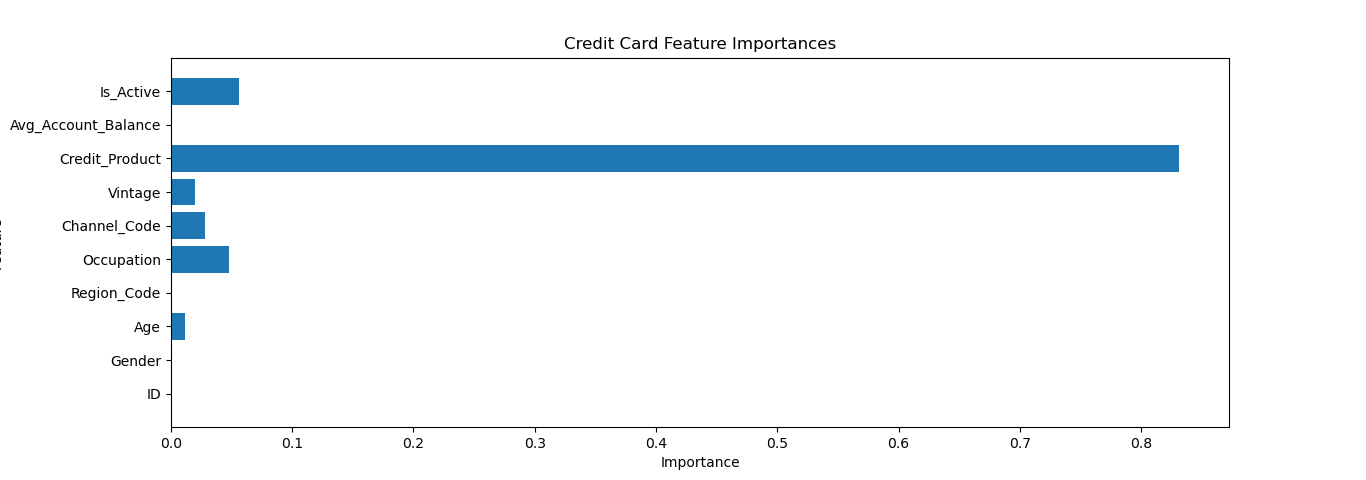 Credit Card Feature Importances
Is_Active
Avg_Account_Balance
Credit_Product
Vintage
Channel_Code
Occupation
Region_Code
Age
Gender
ID
0.0 0.1 0.2 0.3 0.4 0.5 0.6 0.7 0.8
Importance